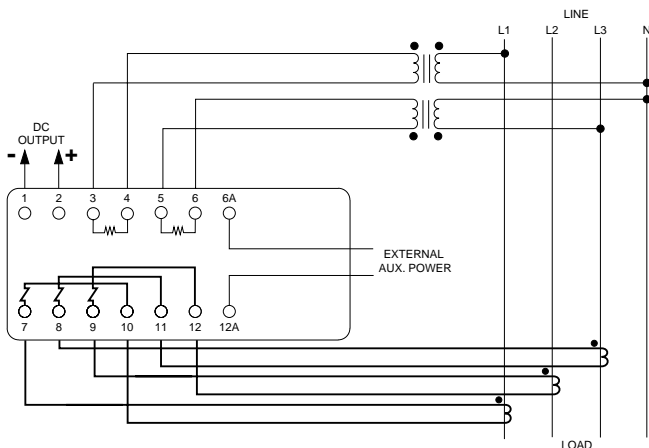 LINE
L1 L2 L3 N
DC
OUTPUT
- +
1 2 3 4 5 6 6A
EXTERNAL
AUX. POWER
7 8 9 10 11 12 12A
LOAD